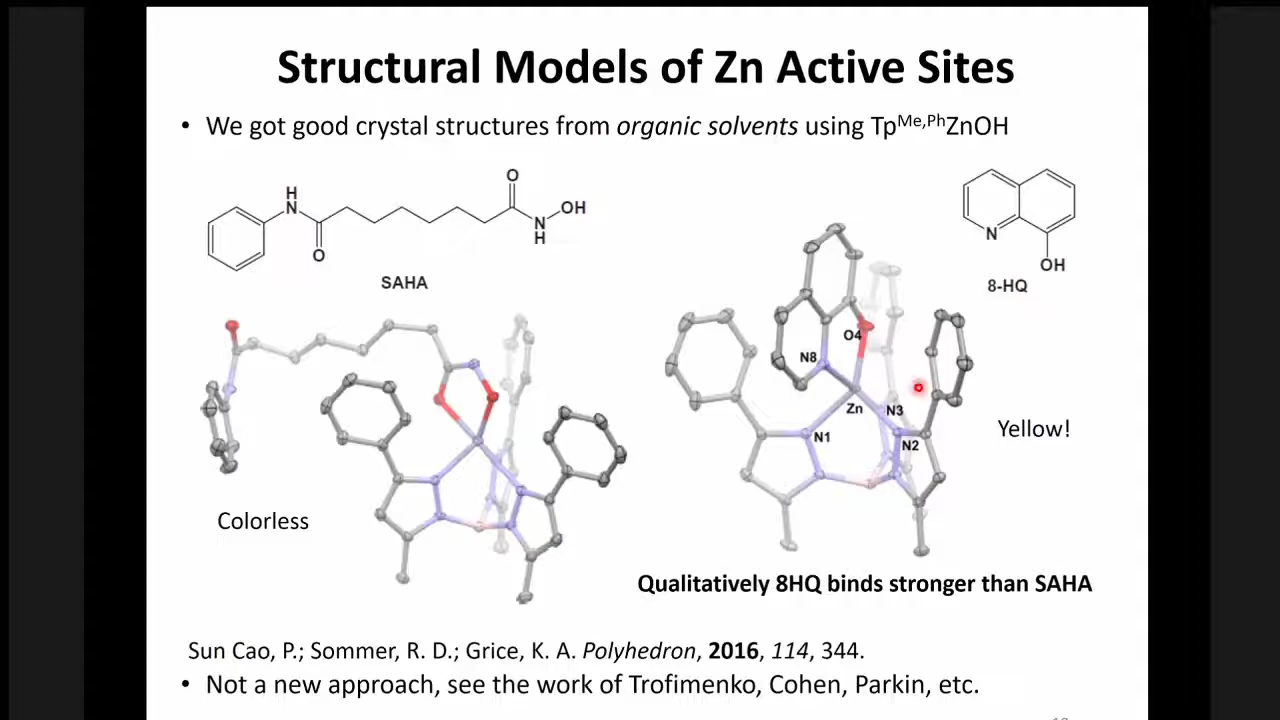 Structural Models of Zn Active Sites
• We got good crystal structures from organic solvents using TpMe,PhZnOH
H
N
O
O
N
H
OH
SAHA
N
OH
8-HQ
O4
N8
Zn
N3
N1
N2
Yellow!
Colorless
Qualitatively 8HQ binds stronger than SAHA
Sun Cao, P.; Sommer, R. D.; Grice, K. A. Polyhedron, 2016, 114, 344.
• Not a new approach, see the work of Trofimenko, Cohen, Parkin, etc.